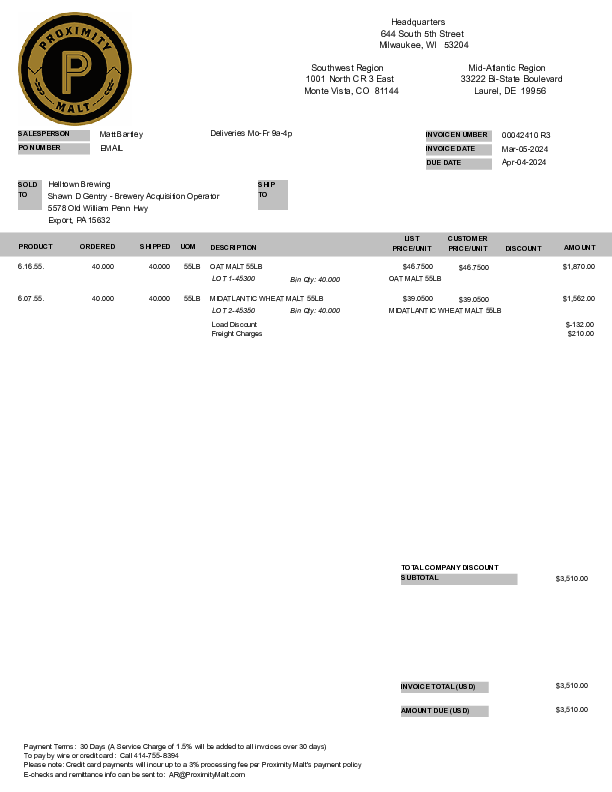 PROXIMITY
P
MALT
Headquarters
644 South 5th Street
Milwaukee, WI 53204
Southwest Region
1001 North CR 3 East
Monte Vista, CO 81144
Mid-Atlantic Region
33222 Bi-State Boulevard
Laurel, DE 19956
SALESPERSON Matt Bartley Deliveries Mo-Fr 9a-4p
PO NUMBER EMAIL
INVOICE NUMBER 00042410 R3
INVOICE DATE Mar-05-2024
DUE DATE Apr-04-2024
SOLD TO
Helltown Brewing
Shawn D Gentry - Brewery Acquisition Operator
5578 Old William Penn Hwy
Export, PA 15632
SHIP TO
PRODUCT ORDERED SHIPPED UOM DESCRIPTION LIST PRICE/UNIT CUSTOMER PRICE/UNIT DISCOUNT AMOUNT
6.16.55. 40.000 40.000 55LB OAT MALT 55LB $46.7500 $46.7500 $1,870.00
LOT 1-45300 Bin Qty: 40.000 OAT MALT 55LB
6.07.55. 40.000 40.000 55LB MIDATLANTIC WHEAT MALT 55LB $39.0500 $39.0500 $1,562.00
LOT 2-45350 Bin Qty: 40.000 MIDATLANTIC WHEAT MALT 55LB
Load Discount $-132.00
Freight Charges $210.00
TOTAL COMPANY DISCOUNT
SUBTOTAL $3,510.00
INVOICE TOTAL (USD) $3,510.00
AMOUNT DUE (USD) $3,510.00
Payment Terms: 30 Days (A Service Charge of 1.5% will be added to all invoices over 30 days)
To pay by wire or credit card: Call 414-755-8394
Please note: Credit card payments will incur up to a 3% processing fee per Proximity Malt's payment policy
E-checks and remittance info can be sent to: AR@ProximityMalt.com